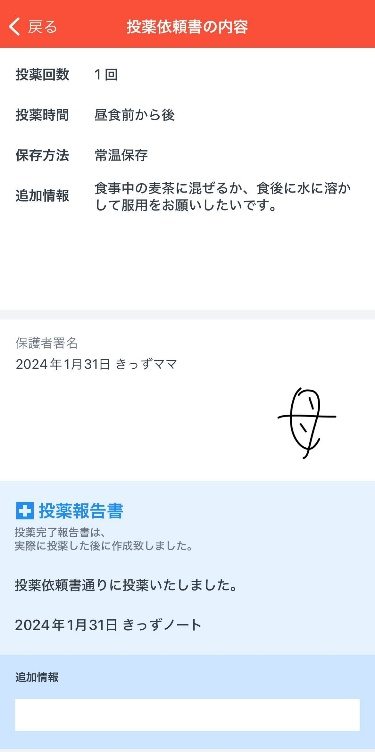 戻る
投薬依頼書の内容
投薬回数 1回
投薬時間 昼食前から後
保存方法 常温保存
追加情報 食事中の麦茶に混ぜるか、食後に水に溶か
して服用をお願いしたいです。
保護者署名
2024年1月31日 きっずママ
母
投薬報告書
投薬完了報告書は、
実際に投薬した後に作成致しました。
投薬依頼書通りに投薬いたしました。
2024年1月31日 きっずノート
追加情報